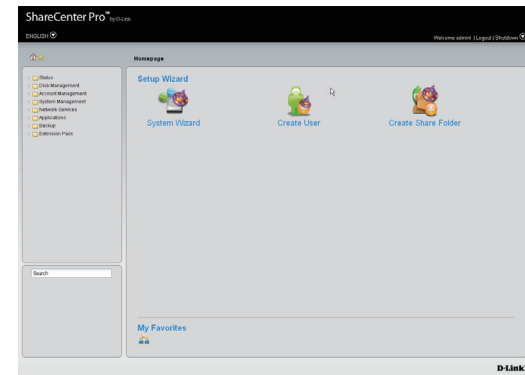 ShareCenter Pro™ by D-Link
ENGLISH
Welcome admin! | Logout | Shutdown
Homepage
Status
Disk Management
Account Management
System Management
Network Services
Applications
Backup
Extension Pack
Setup Wizard
System Wizard
Create User
Create Share Folder
Search
My Favorites
D-Link